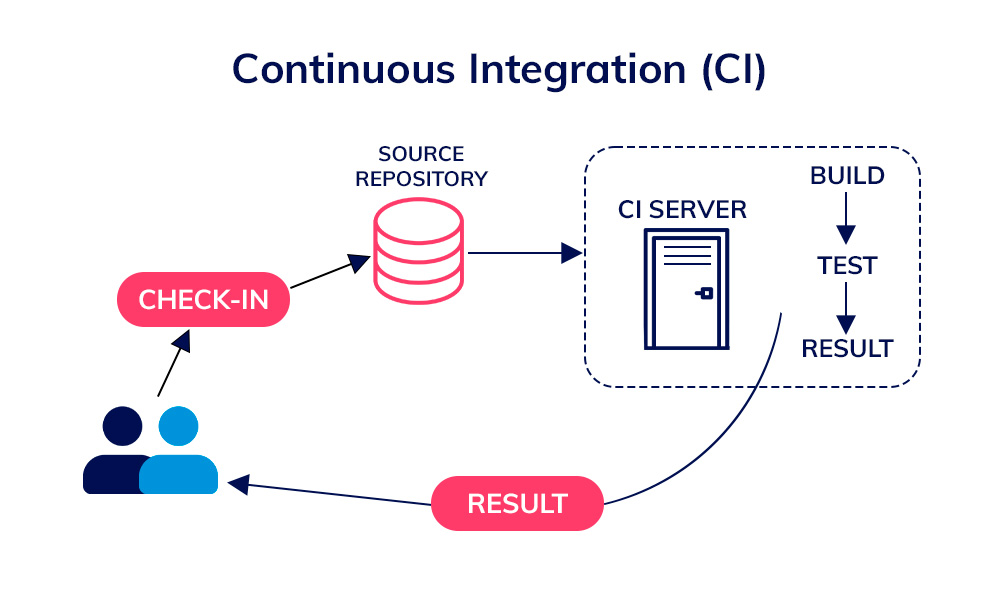 Continuous Integration (CI)
SOURCE
REPOSITORY
CHECK-IN
CI SERVER
BUILD
TEST
RESULT
RESULT